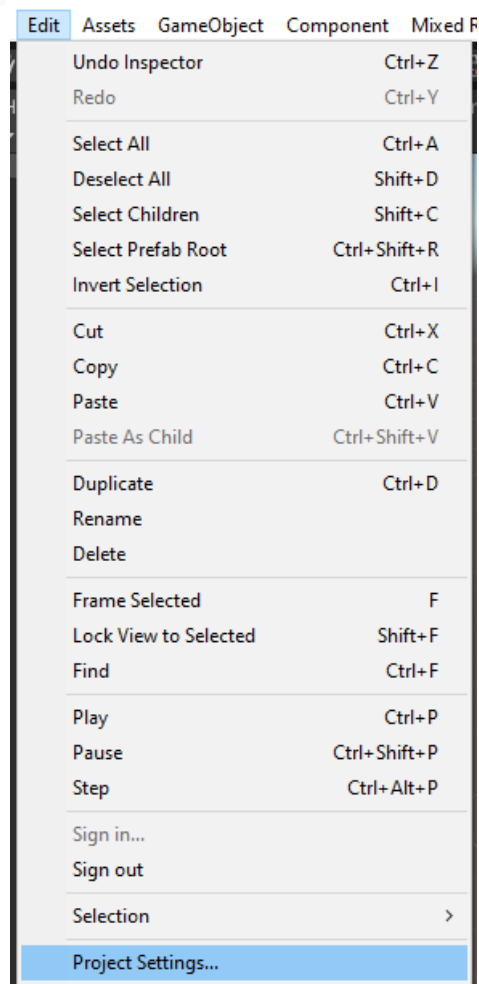 Edit Assets GameObject Component Mixed R
Undo Inspector Ctrl+Z
Redo Ctrl+Y
Select All Ctrl+A
Deselect All Shift+D
Select Children Shift+C
Select Prefab Root Ctrl+Shift+R
Invert Selection Ctrl+I
Cut Ctrl+X
Copy Ctrl+C
Paste Ctrl+V
Paste As Child Ctrl+Shift+V
Duplicate Ctrl+D
Rename
Delete
Frame Selected F
Lock View to Selected Shift+F
Find Ctrl+F
Play Ctrl+P
Pause Ctrl+Shift+P
Step Ctrl+Alt+P
Sign in...
Sign out
Selection >
Project Settings...